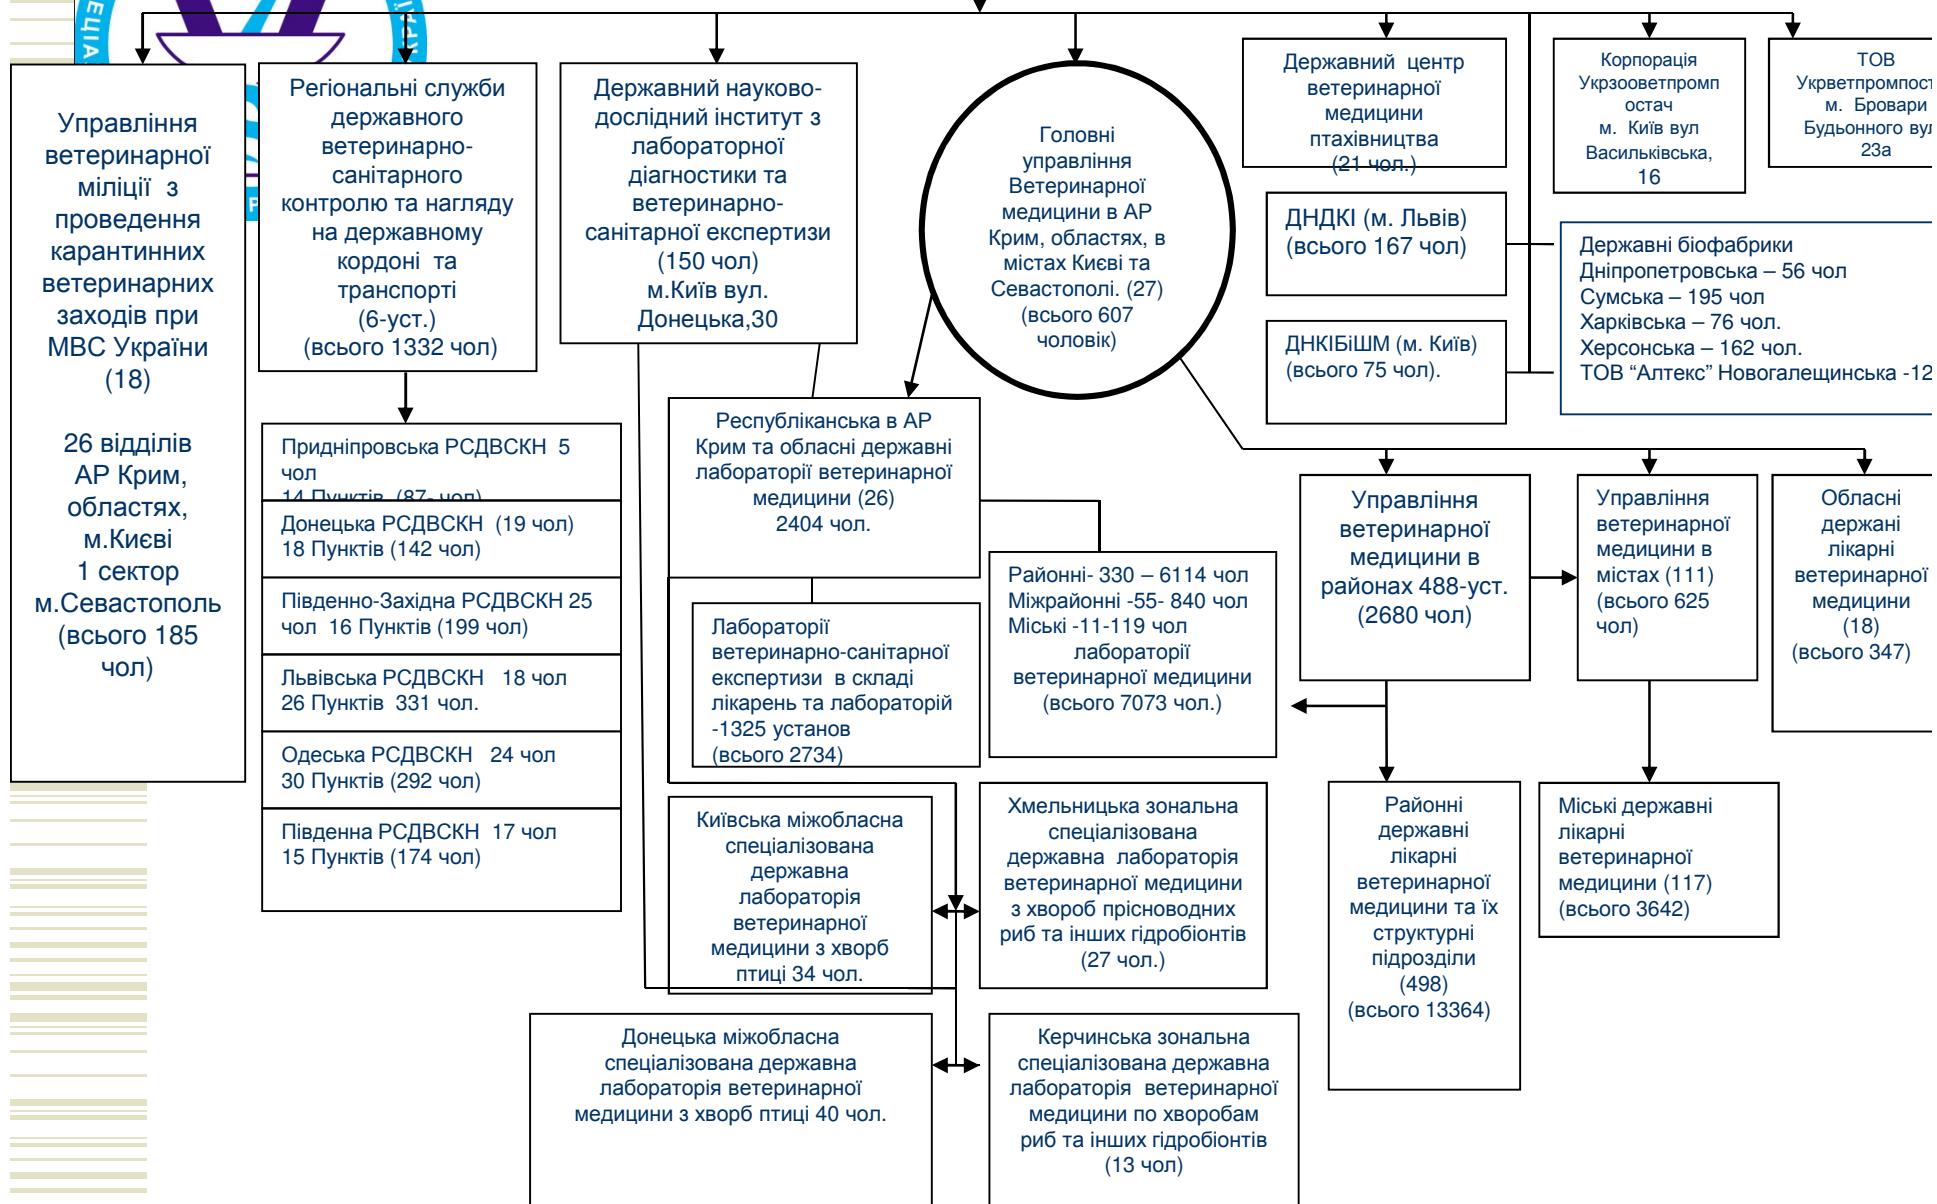 Управління
ветеринарної
міліції з
проведення
карантинних
ветеринарних
заходів при
МВС України
(18)
26 відділів
АР Крим,
областях,
м.Києві
1 сектор
м.Севастополь
(всього 185
чол)
Регіональні служби
державного
ветеринарно-
санітарного
контролю та нагляду
на державному
кордоні та
транспорті
(6-уст.)
(всього 1332 чол)
Придніпровська РСДВСКН 5
чол
14 Пунктів (87- чол)
Донецька РСДВСКН (19 чол)
18 Пунктів (142 чол)
Південно-Західна РСДВСКН 25
чол 16 Пунктів (199 чол)
Львівська РСДВСКН 18 чол
26 Пунктів 331 чол.
Одеська РСДВСКН 24 чол
30 Пунктів (292 чол)
Південна РСДВСКН 17 чол
15 Пунктів (174 чол)
Державний науково-
дослідний інститут з
лабораторної
діагностики та
ветеринарно-
санітарної експертизи
(150 чол)
м.Київ вул.
Донецька,30
Головні
управління
Ветеринарної
медицини в АР
Крим, областях, в
містах Києві та
Севастополі. (27)
(всього 607
чоловік)
Державний центр
ветеринарної
медицини
птахівництва
(21 чол.)
ДНДКІ (м. Львів)
(всього 167 чол)
ДНКІБіШМ (м. Київ)
(всього 75 чол).
Корпорація
Укрзооветпромп
остач
м. Київ вул
Васильківська,
16
ТОВ
Укрветпромпост
м. Бровари
Будьонного вул
23а
Державні біофабрики
Дніпропетровська – 56 чол
Сумська – 195 чол
Харківська – 76 чол.
Херсонська – 162 чол.
ТОВ “Алтекс” Новогалещинська -12
Республіканська в АР
Крим та обласні державні
лабораторії ветеринарної
медицини (26)
2404 чол.
Лабораторії
ветеринарно-санітарної
експертизи в складі
лікарень та лабораторій
-1325 установ
(всього 2734)
Районні- 330 – 6114 чол
Міжрайонні -55- 840 чол
Міські -11-119 чол
лабораторії
ветеринарної медицини
(всього 7073 чол.)
Управління
ветеринарної
медицини в
районах 488-уст.
(2680 чол)
Управління
ветеринарної
медицини в
містах (111)
(всього 625
чол)
Обласні
держані
лікарні
ветеринарної
медицини
(18)
(всього 347)
Київська міжобласна
спеціалізована
державна
лабораторія
ветеринарної
медицини з хворб
птиці 34 чол.
Хмельницька зональна
спеціалізована
державна лабораторія
ветеринарної медицини
з хвороб прісноводних
риб та інших гідробіонтів
(27 чол.)
Районні
державні
лікарні
ветеринарної
медицини та їх
структурні
підрозділи
(498)
(всього 13364)
Міські державні
лікарні
ветеринарної
медицини (117)
(всього 3642)
Донецька міжобласна
спеціалізована державна
лабораторія ветеринарної
медицини з хворб птиці 40 чол.
Керчинська зональна
спеціалізована державна
лабораторія ветеринарної
медицини по хворобам
риб та інших гідробіонтів
(13 чол)